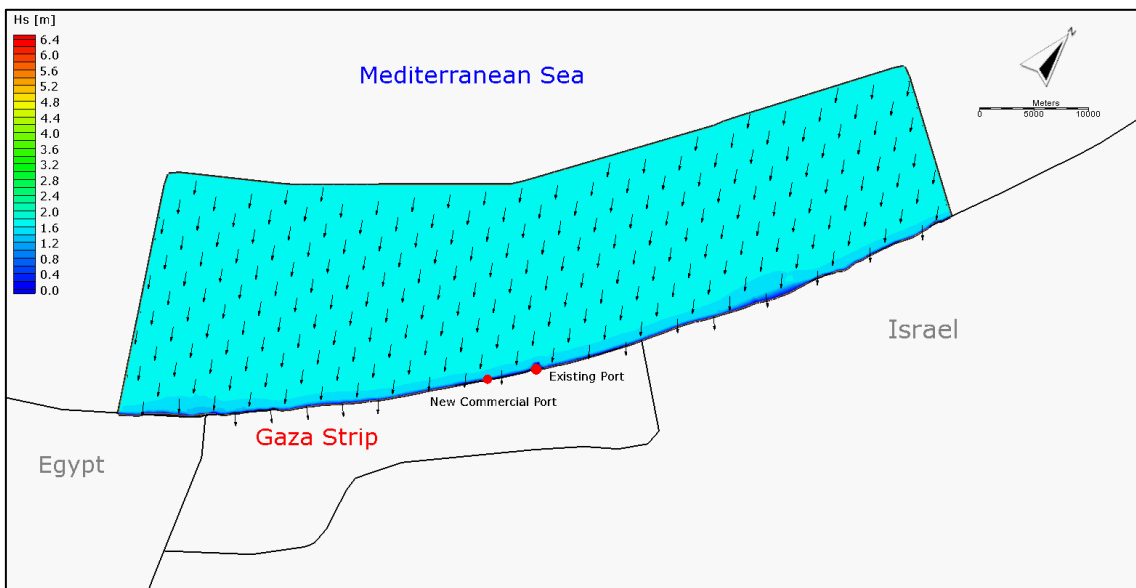 Hs [m]
6.4
6.0
5.6
5.2
4.8
4.4
4.0
3.6
3.2
2.8
2.4
2.0
1.6
1.2
0.8
0.4
0.0
Mediterranean Sea
N
Meters
0 5000 10000
Israel
Existing Port
New Commercial Port
Gaza Strip
Egypt